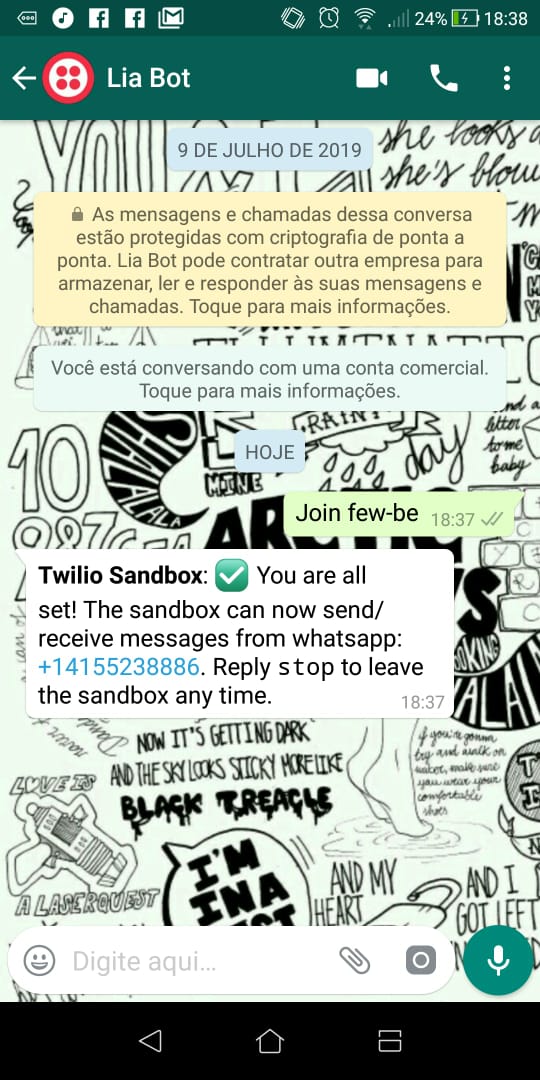 24% 18:38
Lia Bot
YOU
she looks
she's blow
9 DE JULHO DE 2019
As mensagens e chamadas dessa conversa
estão protegidas com criptografia de ponta a
ponta. Lia Bot pode contratar outra empresa para
armazenar, ler e responder às suas mensagens e
chamadas. Toque para mais informações.
Você está conversando com uma conta comercial.
Toque para mais informações.
RAINY
day
letter
to me
baby
HOJE
10
SHALALALA
MINE
987
ARCTIC
Join few-be 18:37
Twilio Sandbox: ✅ You are all
set! The sandbox can now send/
receive messages from whatsapp:
+14155238886. Reply stop to leave
the sandbox any time.
18:37
NOW IT'S GETTING DARK
AND THE SKY LOOKS STICKY MORE LIKE
BLACK TREACLE
if you're gonna
try and walk on
water, make sure
you wear your
comfortable
shoes
LOVE IS
A LASERQUEST
I'M
IN A
AND MY
HEART
AND I
GOT LEFT
Digite aqui...